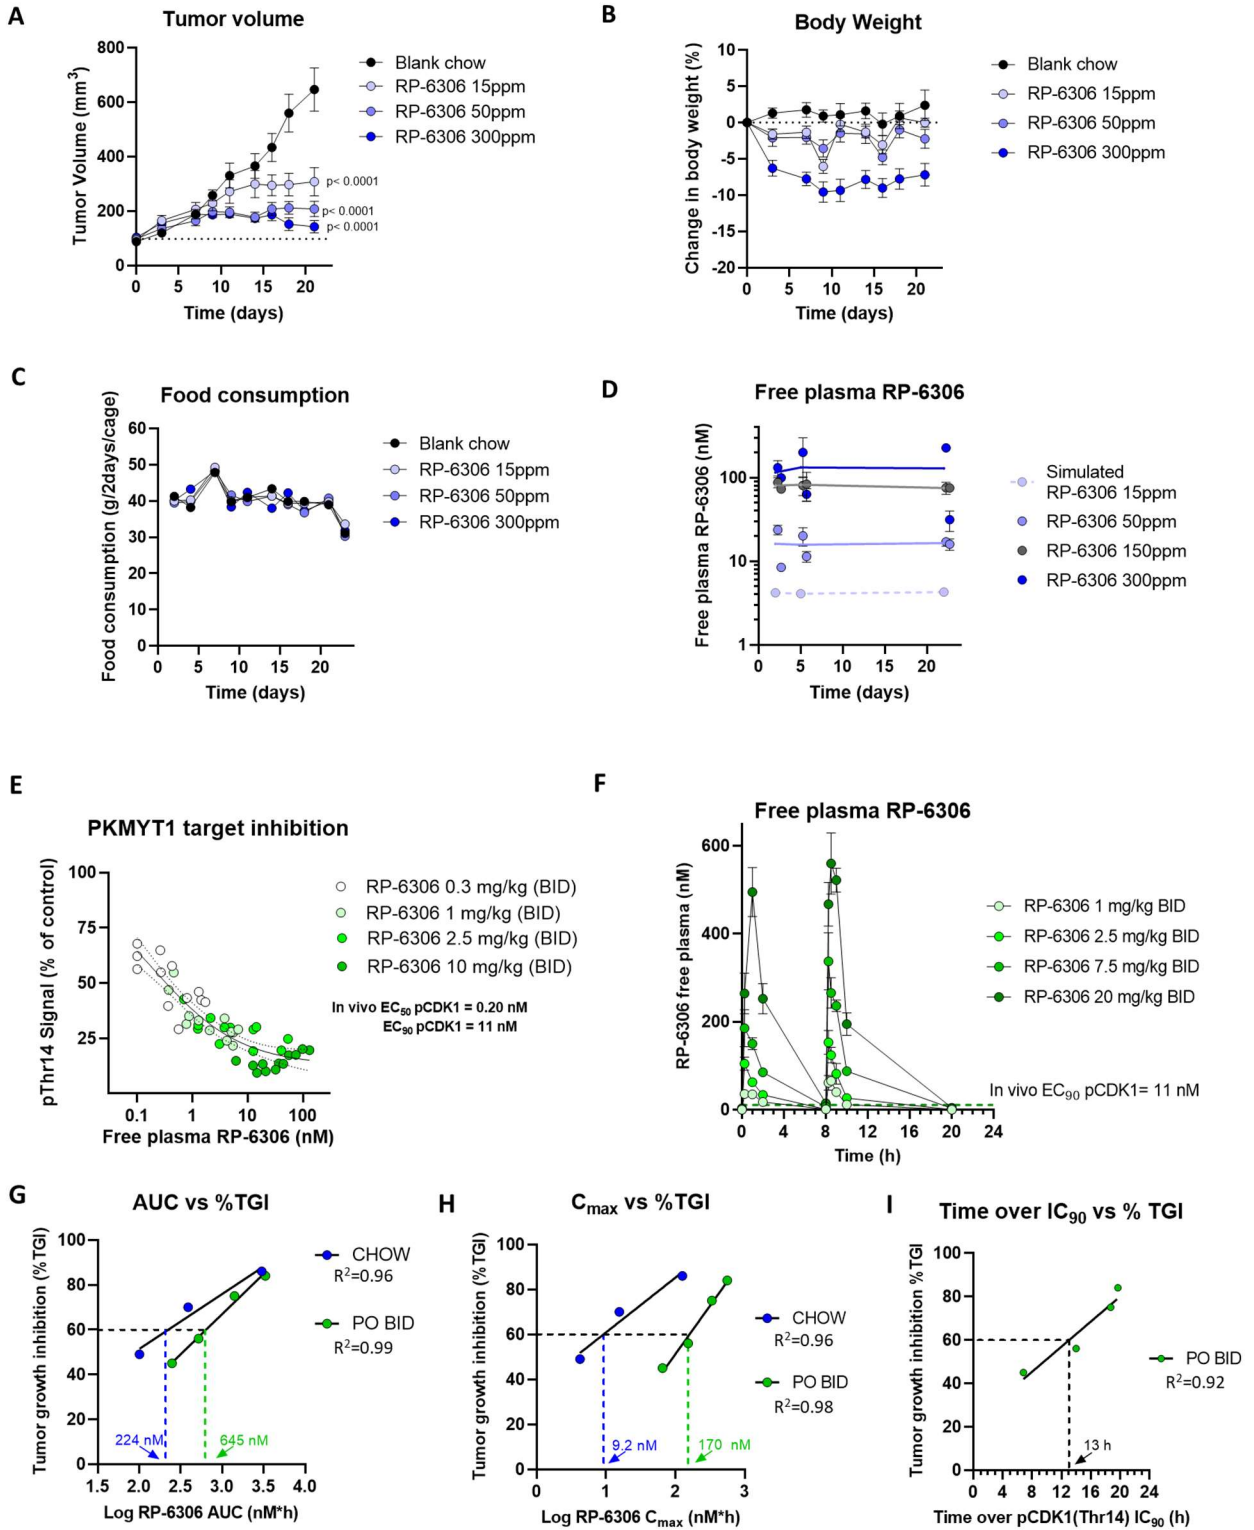 A
Tumor volume
Tumor Volume (mm³)
800
600
400
200
0
0 5 10 15 20
Time (days)
Blank chow
RP-6306 15ppm
RP-6306 50ppm
RP-6306 300ppm
p< 0.0001
p< 0.0001
p< 0.0001
B
Body Weight
Change in body weight (%)
10
5
0
-5
-10
-15
-20
0 5 10 15 20
Time (days)
Blank chow
RP-6306 15ppm
RP-6306 50ppm
RP-6306 300ppm
C
Food consumption
Food consumption (g/2days/cage)
60
50
40
30
20
10
0
0 5 10 15 20
Time (days)
Blank chow
RP-6306 15ppm
RP-6306 50ppm
RP-6306 300ppm
D
Free plasma RP-6306
Free plasma RP-6306 (nM)
100
10
1
0 5 10 15 20
Time (days)
Simulated
RP-6306 15ppm
RP-6306 50ppm
RP-6306 150ppm
RP-6306 300ppm
E
PKMYT1 target inhibition
pThr14 Signal (% of control)
100
75
50
25
0.1 1 10 100
Free plasma RP-6306 (nM)
RP-6306 0.3 mg/kg (BID)
RP-6306 1 mg/kg (BID)
RP-6306 2.5 mg/kg (BID)
RP-6306 10 mg/kg (BID)
In vivo EC50 pCDK1 = 0.20 nM
EC90 pCDK1 = 11 nM
F
Free plasma RP-6306
RP-6306 free plasma (nM)
600
400
200
0
0 4 8 12 16 20 24
Time (h)
RP-6306 1 mg/kg BID
RP-6306 2.5 mg/kg BID
RP-6306 7.5 mg/kg BID
RP-6306 20 mg/kg BID
In vivo EC90 pCDK1= 11 nM
G
AUC vs %TGI
Tumor growth inhibition (%TGI)
100
80
60
40
20
0
1.5 2.0 2.5 3.0 3.5 4.0
Log RP-6306 AUC (nM*h)
224 nM
645 nM
CHOW
R²=0.96
PO BID
R²=0.99
H
Cmax vs %TGI
Tumor growth inhibition (%TGI)
100
80
60
40
20
0
0 1 2 3
Log RP-6306 Cmax (nM*h)
9.2 nM
170 nM
CHOW
R²=0.96
PO BID
R²=0.98
I
Time over IC90 vs % TGI
Tumor growth inhibition %TGI)
100
80
60
40
20
0
0 4 8 12 16 20 24
Time over pCDK1(Thr14) IC90 (h)
13 h
PO BID
R²=0.92